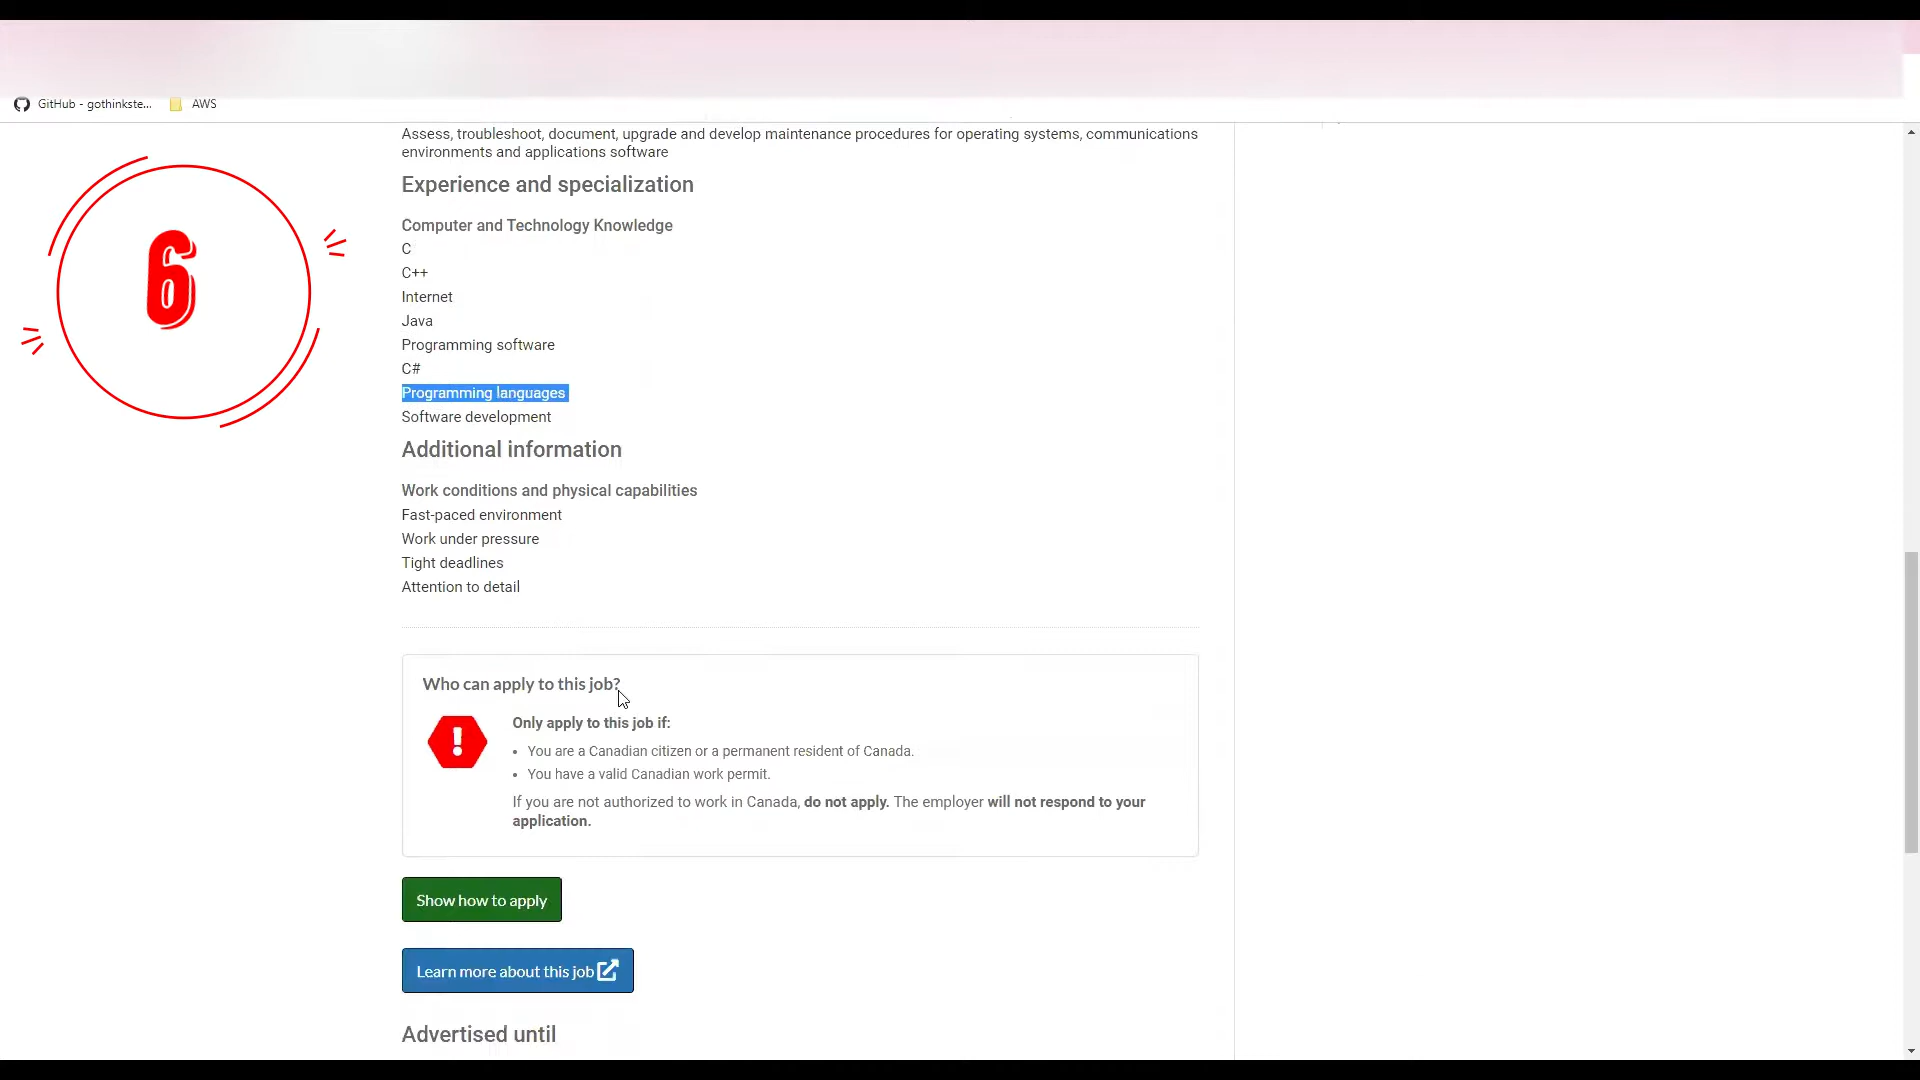 GitHub - gothinkste...
AWS
Assess, troubleshoot, document, upgrade and develop maintenance procedures for operating systems, communications
environments and applications software
6
Experience and specialization
Computer and Technology Knowledge
C
C++
Internet
Java
Programming software
C#
Programming languages
Software development
Additional information
Work conditions and physical capabilities
Fast-paced environment
Work under pressure
Tight deadlines
Attention to detail
Who can apply to this job?
Only apply to this job if:
• You are a Canadian citizen or a permanent resident of Canada.
• You have a valid Canadian work permit.
If you are not authorized to work in Canada, do not apply. The employer will not respond to your
application.
Show how to apply
Learn more about this job
Advertised until